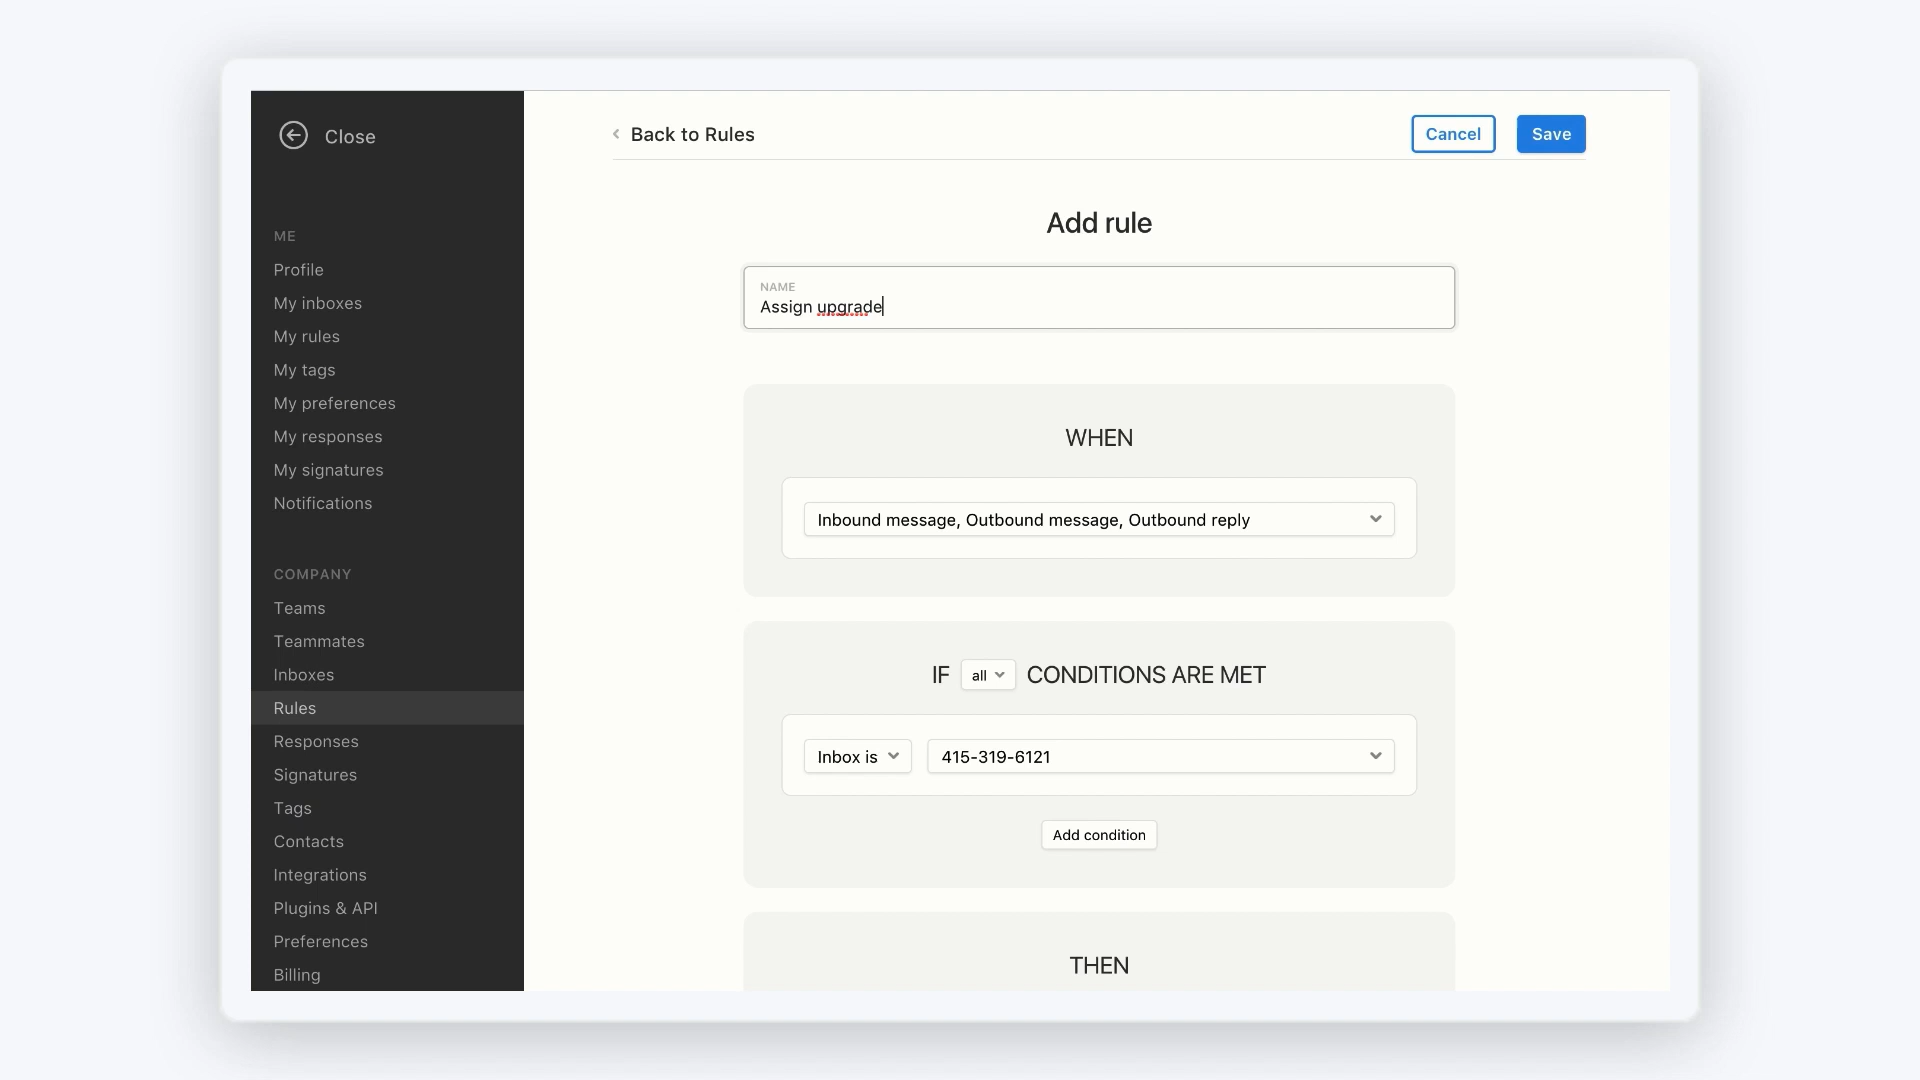 Close
ME
Profile
My inboxes
My rules
My tags
My preferences
My responses
My signatures
Notifications
COMPANY
Teams
Teammates
Inboxes
Rules
Responses
Signatures
Tags
Contacts
Integrations
Plugins & API
Preferences
Billing
Back to Rules
Cancel
Save
Add rule
NAME
Assign upgrade
WHEN
Inbound message, Outbound message, Outbound reply
IF all CONDITIONS ARE MET
Inbox is 415-319-6121
Add condition
THEN